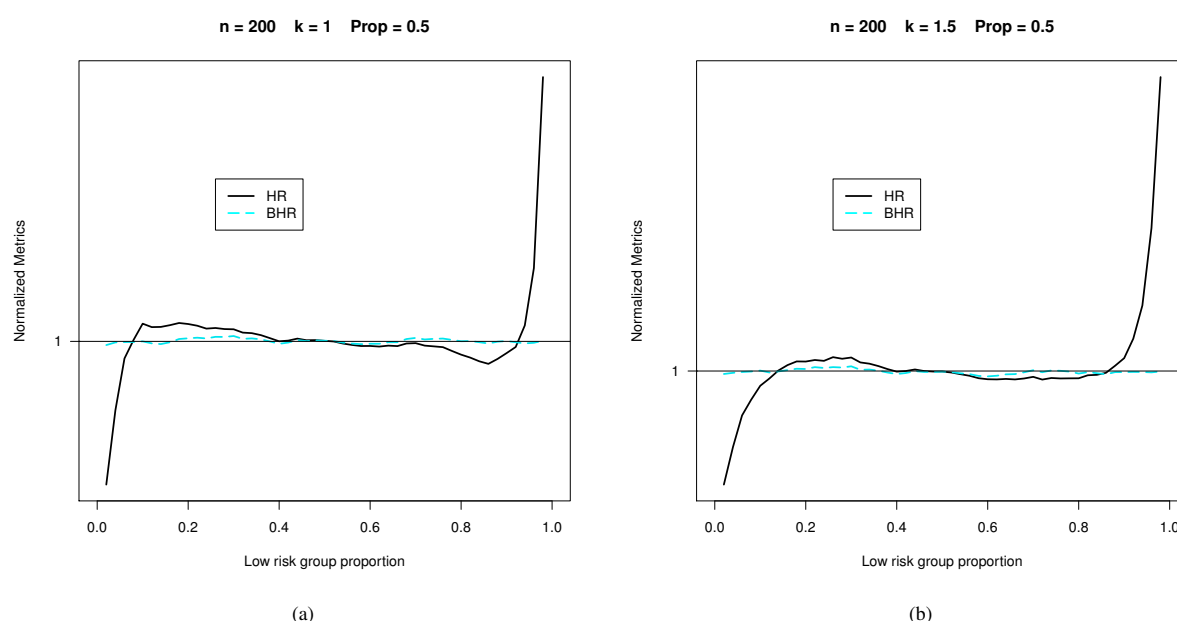 n = 200 k = 1 Prop = 0.5
Normalized Metrics
1
HR
BHR
0.0 0.2 0.4 0.6 0.8 1.0
Low risk group proportion
(a)
n = 200 k = 1.5 Prop = 0.5
Normalized Metrics
1
HR
BHR
0.0 0.2 0.4 0.6 0.8 1.0
Low risk group proportion
(b)